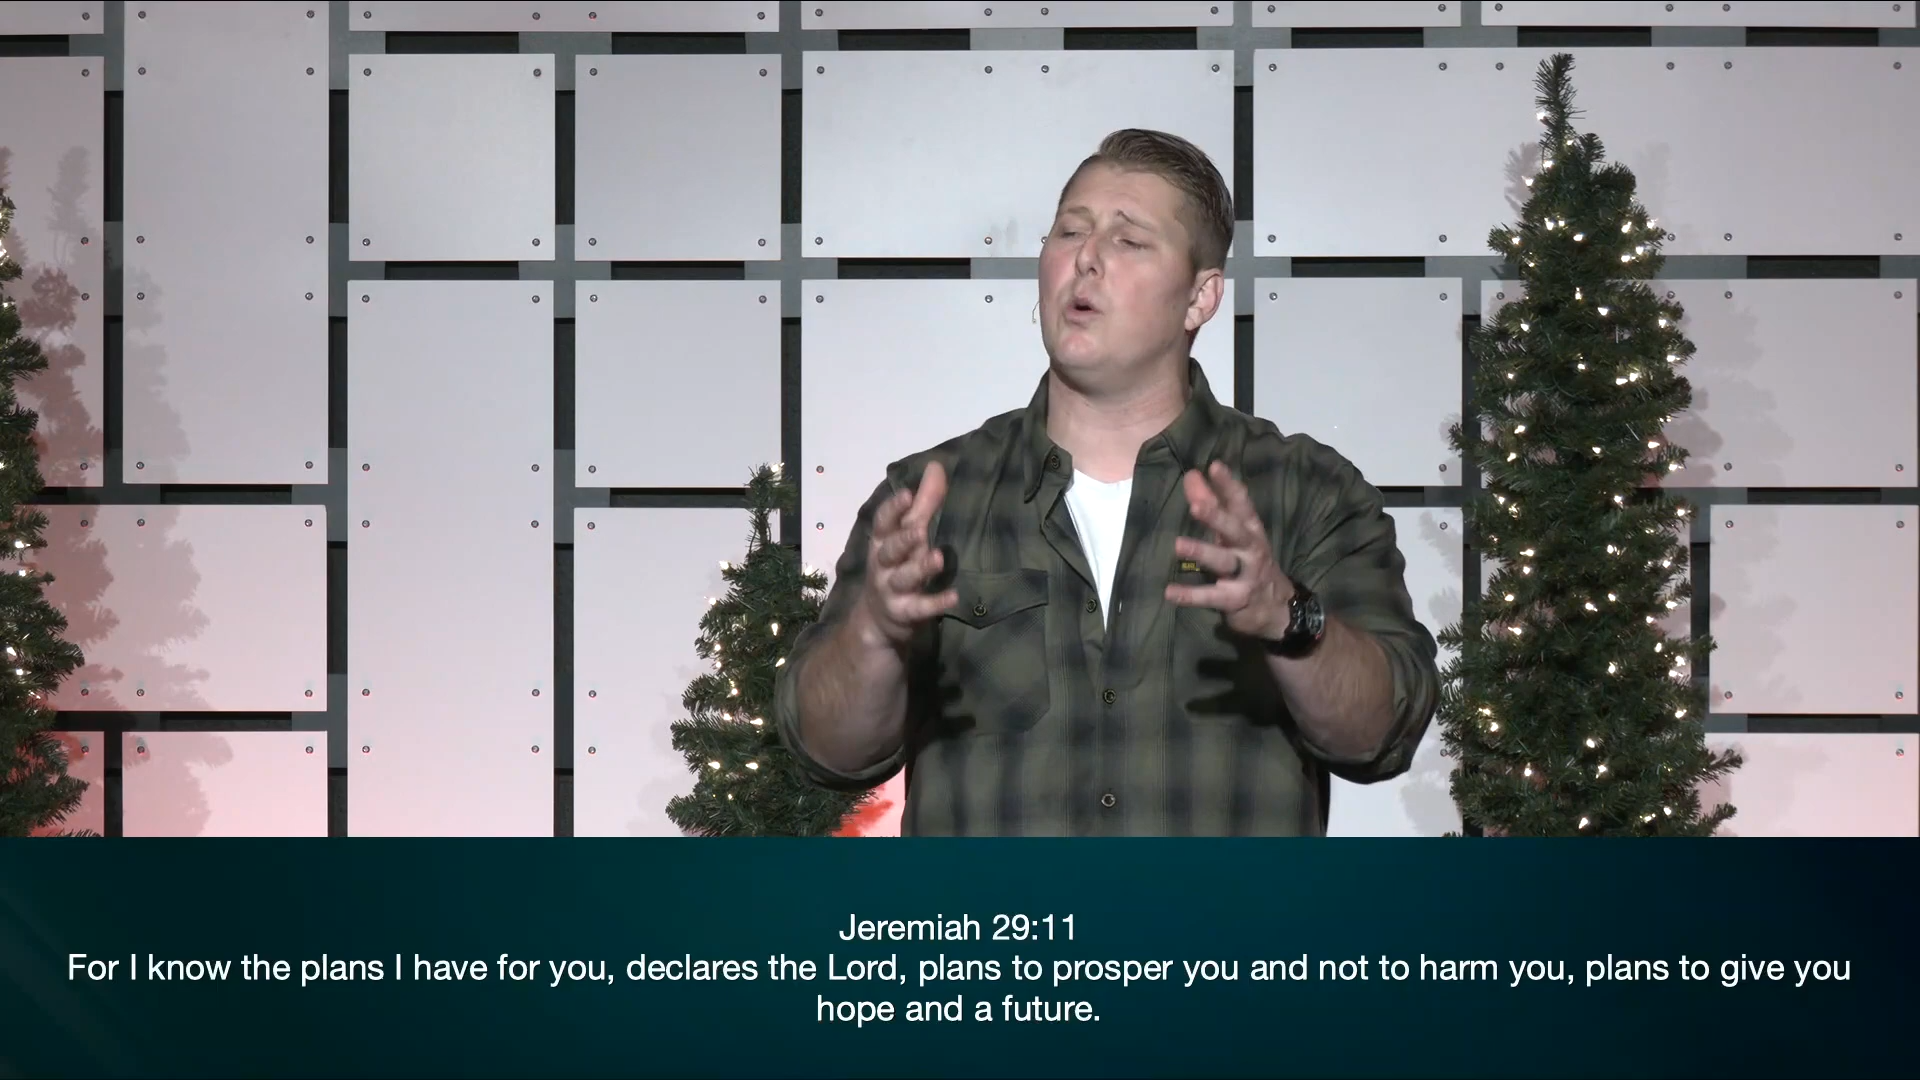 Jeremiah 29:11
For I know the plans I have for you, declares the Lord, plans to prosper you and not to harm you, plans to give you
hope and a future.